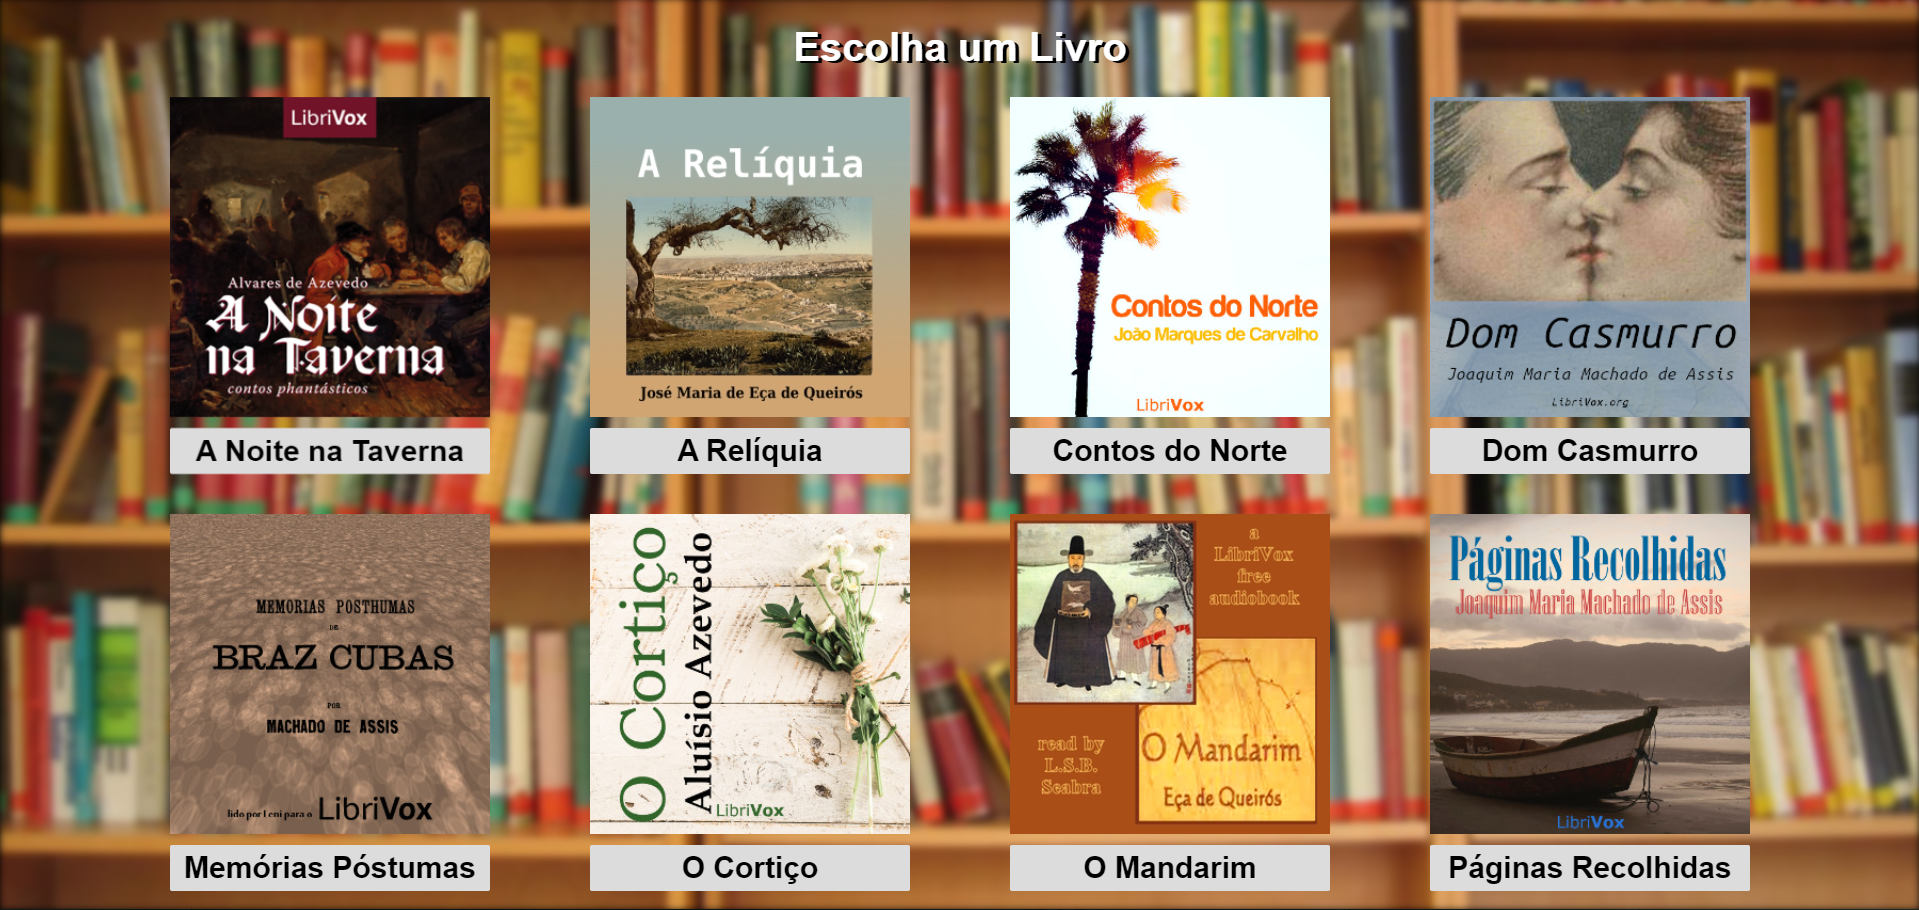 Escolha um Livro
LibriVox
Alvares de Azevedo
A Noite
na Taverna
contos phantásticos
A Noite na Taverna
A Relíquia
José Maria de Eça de Queirós
A Relíquia
Contos do Norte
João Marques de Carvalho
LibriVox
Contos do Norte
Dom Casmurro
Joaquim Maria Machado de Assis
LibriVox.org
Dom Casmurro
MEMORIAS POSTHUMAS
DE
BRAZ CUBAS
POR
MACHADO DE ASSIS
lido por Leni para o LibriVox
Memórias Póstumas
O Cortiço
Aluísio Azevedo
LibriVox
O Cortiço
a
LibriVox
free
audiobook
read by
L.S.B.
Seabra
O Mandarim
Eça de Queirós
O Mandarim
Páginas Recolhidas
Joaquim Maria Machado de Assis
LibriVox
Páginas Recolhidas